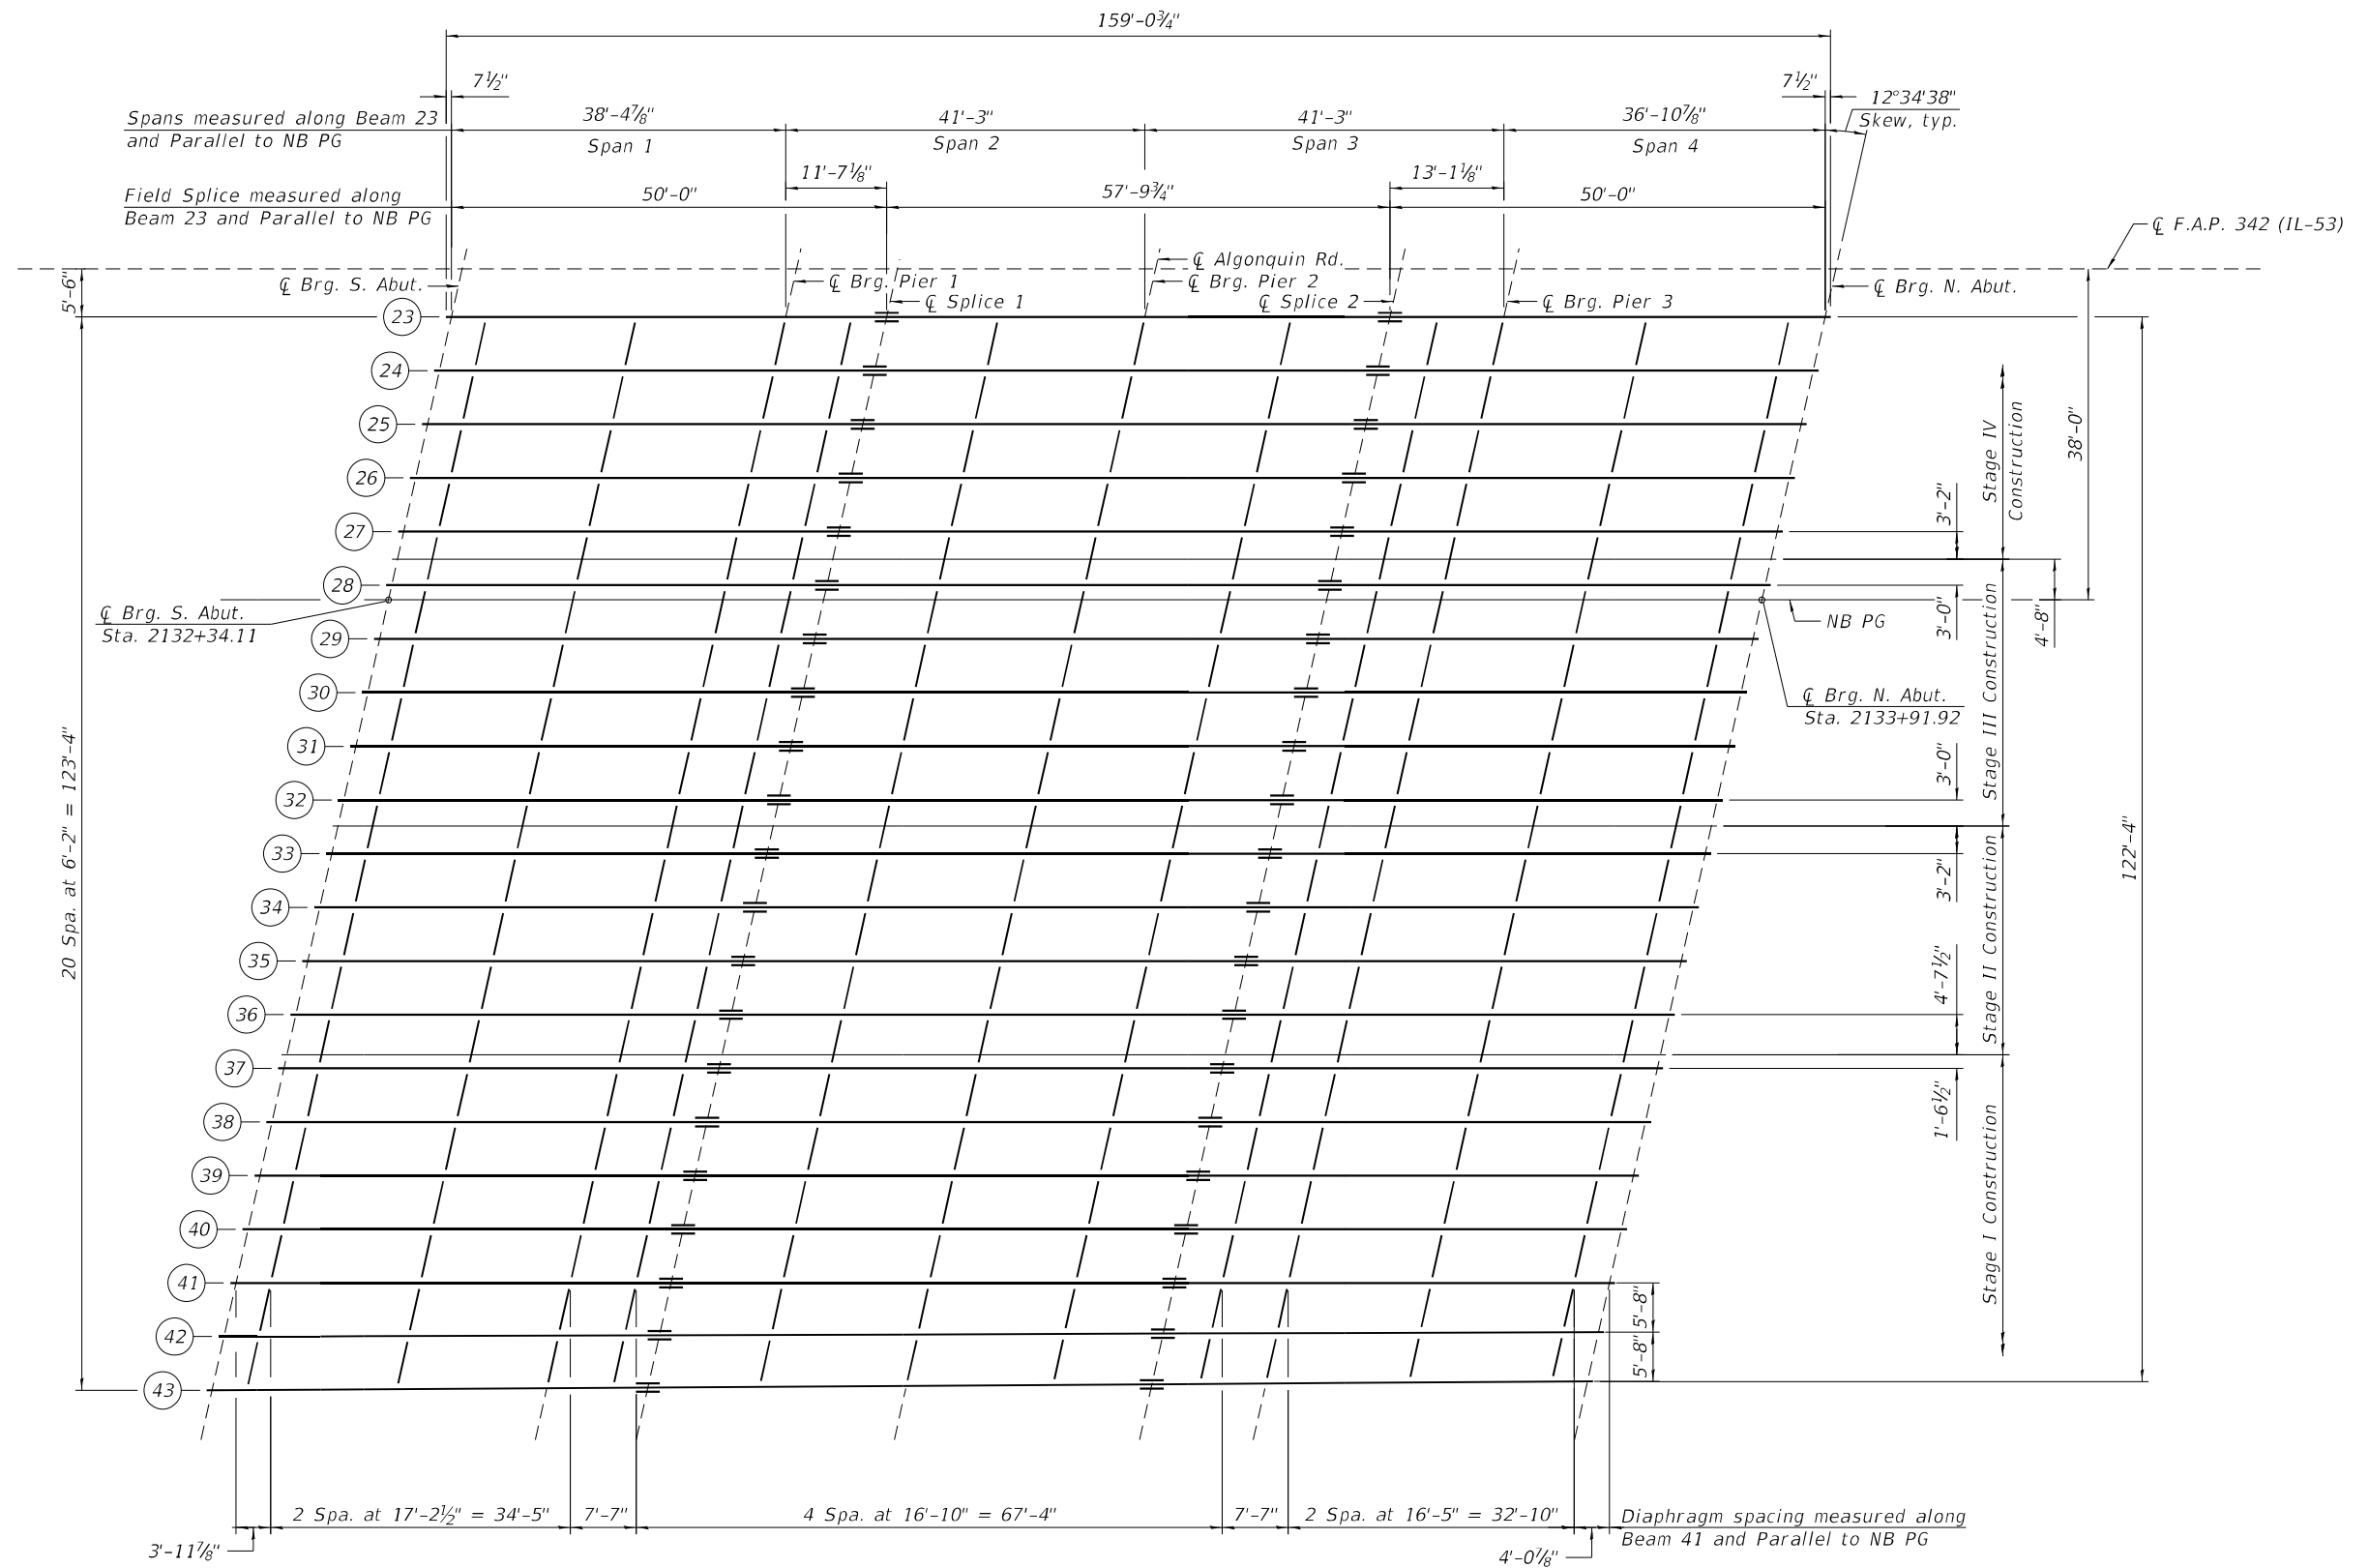 159'-0¾"
7½"
7½"
12°34'38"
Skew, typ.
Spans measured along Beam 23
and Parallel to NB PG
38'-4⅞"
Span 1
41'-3"
Span 2
41'-3"
Span 3
36'-10⅞"
Span 4
11'-7⅛"
13'-1⅛"
Field Splice measured along
Beam 23 and Parallel to NB PG
50'-0"
57'-9¾"
50'-0"
℄ F.A.P. 342 (IL-53)
5'-6"
℄ Brg. S. Abut.
℄ Brg. Pier 1
℄ Splice 1
℄ Algonquin Rd.
℄ Brg. Pier 2
℄ Splice 2
℄ Brg. Pier 3
℄ Brg. N. Abut.
23
24
25
26
27
28
29
30
31
32
33
34
35
36
37
38
39
40
41
42
43
℄ Brg. S. Abut.
Sta. 2132+34.11
NB PG
℄ Brg. N. Abut.
Sta. 2133+91.92
20 Spa. at 6'-2" = 123'-4"
38'-0"
Stage IV
Construction
3'-2"
3'-0"
4'-8"
Stage III Construction
3'-0"
3'-2"
122'-4"
Stage II Construction
4'-7½"
1'-6½"
Stage I Construction
5'-8"
5'-8"
3'-11⅞"
2 Spa. at 17'-2½" = 34'-5"
7'-7"
4 Spa. at 16'-10" = 67'-4"
7'-7"
2 Spa. at 16'-5" = 32'-10"
4'-0⅞"
Diaphragm spacing measured along
Beam 41 and Parallel to NB PG